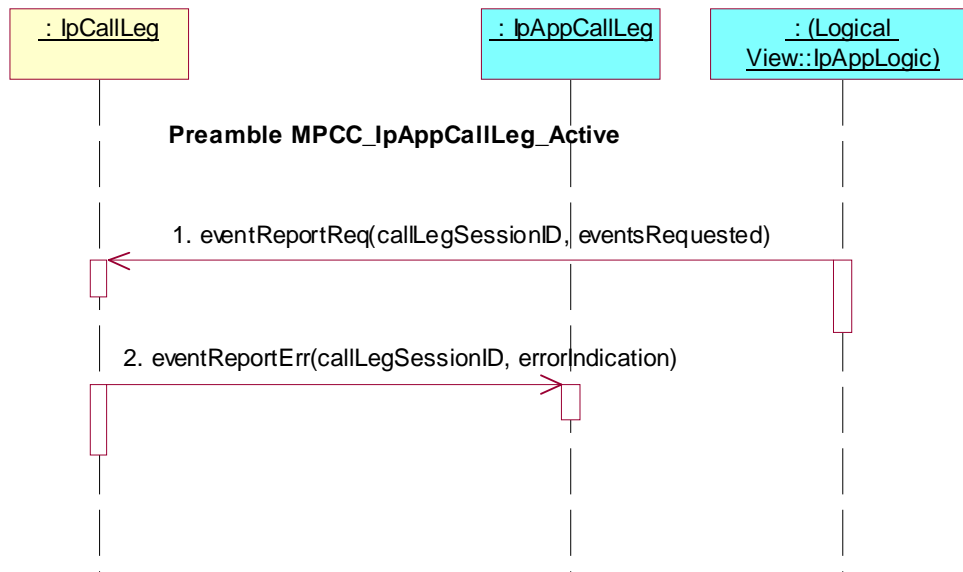 : IpCallLeg
: IpAppCallLeg
: (Logical
View::IpAppLogic)
Preamble MPCC_IpAppCallLeg_Active
1. eventReportReq(callLegSessionID, eventsRequested)
2. eventReportErr(callLegSessionID, errorIndication)